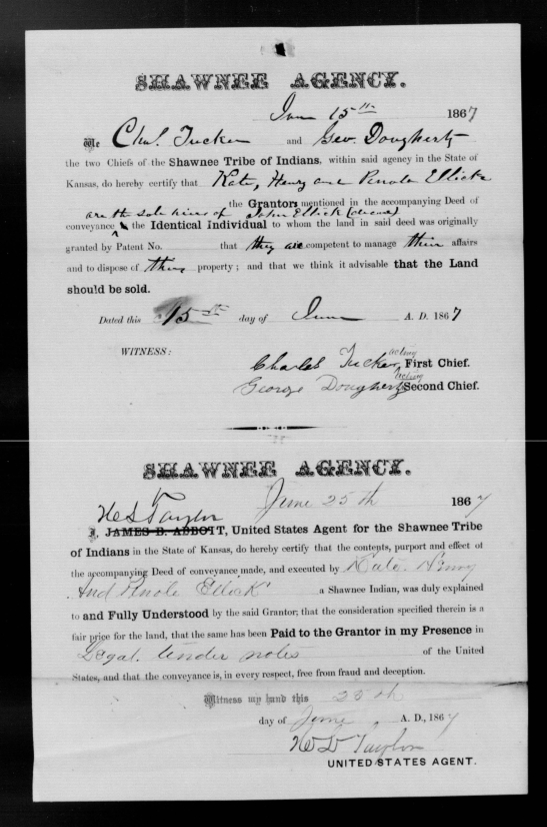 SHAWNEE AGENCY.
June 15th 1867
We Chas. Tucker and Geo. Dougherty
the two Chiefs of the Shawnee Tribe of Indians, within said agency in the State of
Kansas, do hereby certify that Kate, Henry and Penola Ellick
the Grantors mentioned in the accompanying Deed of
are the sole heirs of John Ellick (deceased)
conveyance the Identical Individual to whom the land in said deed was originally
granted by Patent No. that they are competent to manage their affairs
and to dispose of their property; and that we think it advisable that the Land
should be sold.
Dated this 15th day of June A. D. 1867
WITNESS:
Charles Tucker acting First Chief.
George Dougherty acting Second Chief.
SHAWNEE AGENCY.
June 25th 1867
Taylor
I, JAMES B. ABBOTT, United States Agent for the Shawnee Tribe
of Indians in the State of Kansas, do hereby certify that the contents, purport and effect of
the accompanying Deed of conveyance made, and executed by Kate Henry
And Penole Ellick a Shawnee Indian, was duly explained
to and Fully Understood by the said Grantor; that the consideration specified therein is a
fair price for the land, that the same has been Paid to the Grantor in my Presence in
Legal tender notes of the United
States, and that the conveyance is, in every respect, free from fraud and deception.
Witness my hand this 25th
day of June, A. D., 1867
Taylor
UNITED STATES AGENT.